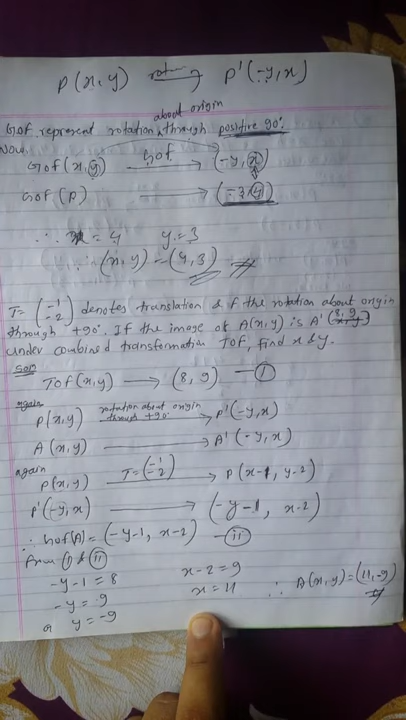 P(x,y) rotn → P'(-y,x)
about origin
Gof represent rotation through positive 90°.
Now,
Gof(x,y) Gof → (-y,x)
Gof(P) → (-3,4)
∴ x = 4 y = 3
∴ (x,y) = (4,3)
T = (-1 -2) denotes translation & if the rotation about origin
through +90°. If the image of A(x,y) is A'(8,9)
under combined transformation TOF, find x & y.
soln
TOF(x,y) → (8,9) — (i)
again
P(x,y) rotation about origin through +90° → P'(-y,x)
A(x,y) → A'(-y,x)
again
P(x,y) T=(-1 -2) → P(x-1, y-2)
P'(-y,x) → (-y-1, x-2)
∴ Gof(A) = (-y-1, x-2) — (ii)
From (i) & (ii)
-y-1=8 x-2=9
-y=9 x=11 ∴ A(x,y)=(11,-9)
or y=-9